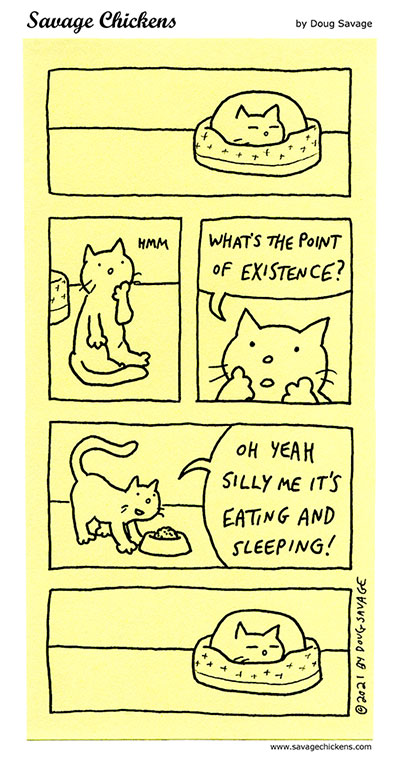 Savage Chickens
by Doug Savage
HMM
WHAT'S THE POINT
OF EXISTENCE?
OH YEAH
SILLY ME IT'S
EATING AND
SLEEPING!
©2021 BY DOUG SAVAGE
www.savagechickens.com